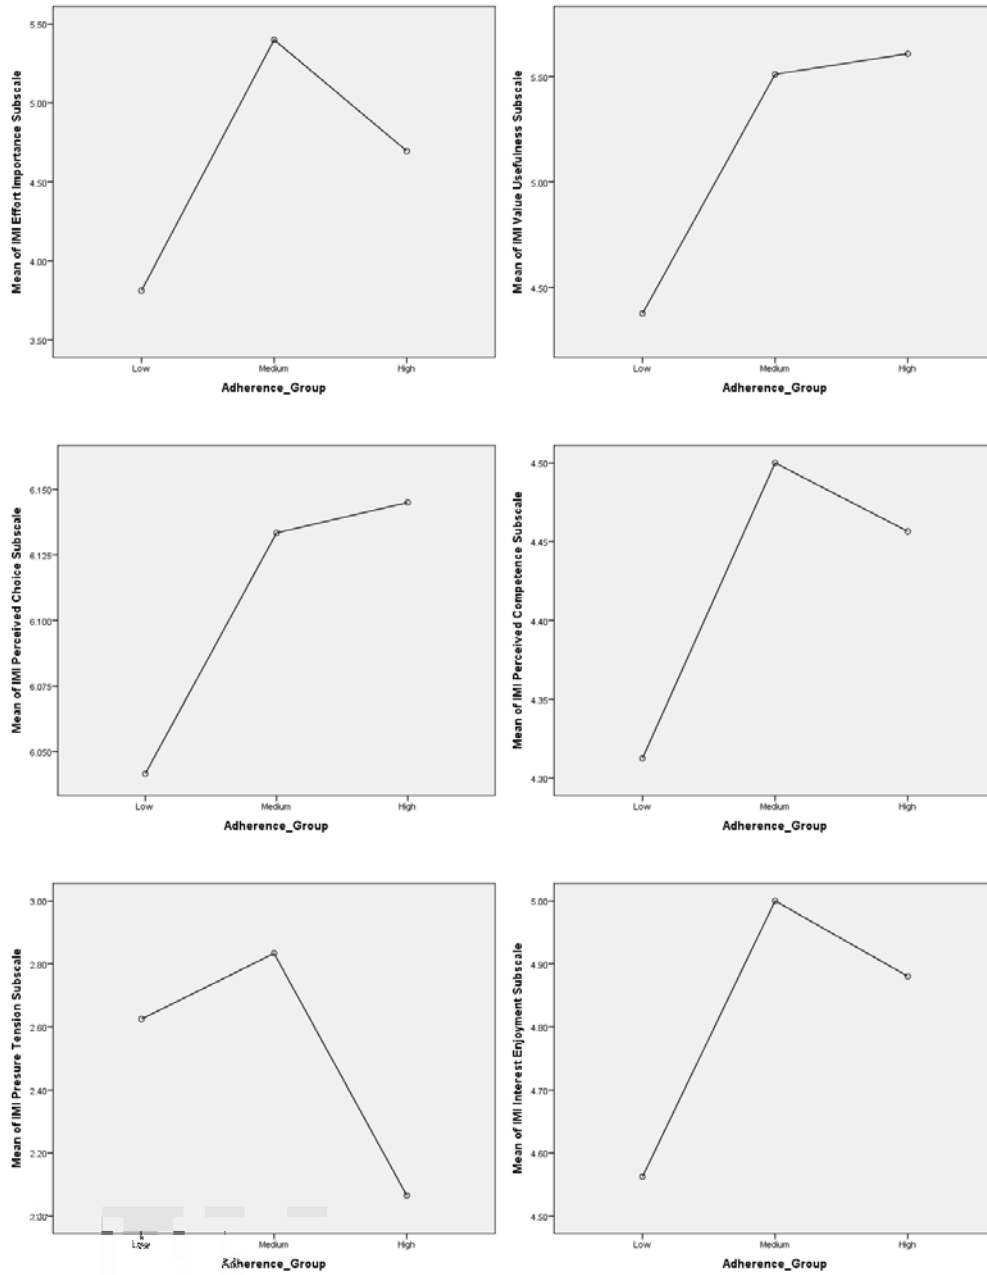 Mean of IMI Effort Importance Subscale
5.50
5.00
4.50
4.00
3.50
Low Medium High
Adherence_Group
Mean of IMI Value Usefulness Subscale
5.50
5.00
4.50
Low Medium High
Adherence_Group
Mean of IMI Perceived Choice Subscale
6.150
6.125
6.100
6.075
6.050
Low Medium High
Adherence_Group
Mean of IMI Perceived Competence Subscale
4.50
4.45
4.40
4.35
4.30
Low Medium High
Adherence_Group
Mean of IMI Presure Tension Subscale
3.00
2.80
2.60
2.40
2.20
2.00
Low Medium High
Adherence_Group
Mean of IMI Interest Enjoyment Subscale
5.00
4.90
4.80
4.70
4.60
4.50
Low Medium High
Adherence_Group